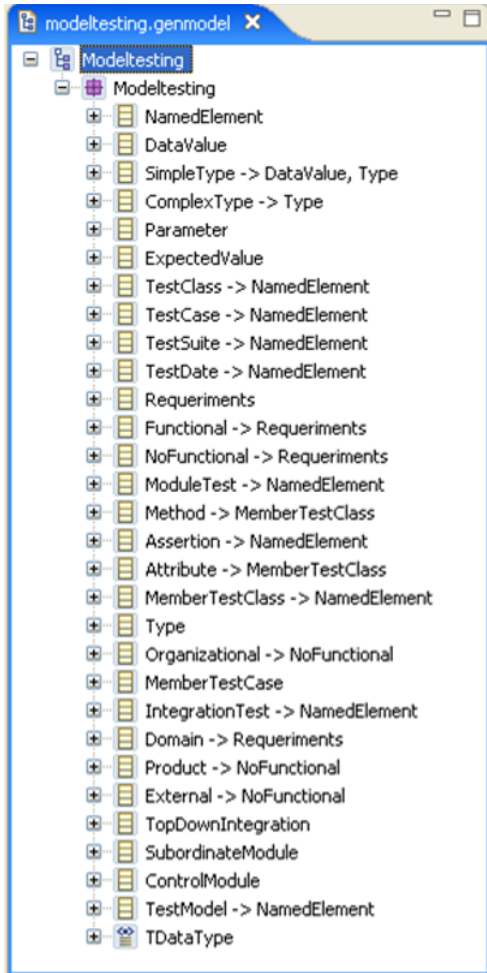 modeltesting.genmodel
Modeltesting
Modeltesting
NamedElement
DataValue
SimpleType -> DataValue, Type
ComplexType -> Type
Parameter
ExpectedValue
TestClass -> NamedElement
TestCase -> NamedElement
TestSuite -> NamedElement
TestDate -> NamedElement
Requeriments
Functional -> Requeriments
NoFunctional -> Requeriments
ModuleTest -> NamedElement
Method -> MemberTestClass
Assertion -> NamedElement
Attribute -> MemberTestClass
MemberTestClass -> NamedElement
Type
Organizational -> NoFunctional
MemberTestCase
IntegrationTest -> NamedElement
Domain -> Requeriments
Product -> NoFunctional
External -> NoFunctional
TopDownIntegration
SubordinateModule
ControlModule
TestModel -> NamedElement
TDataType